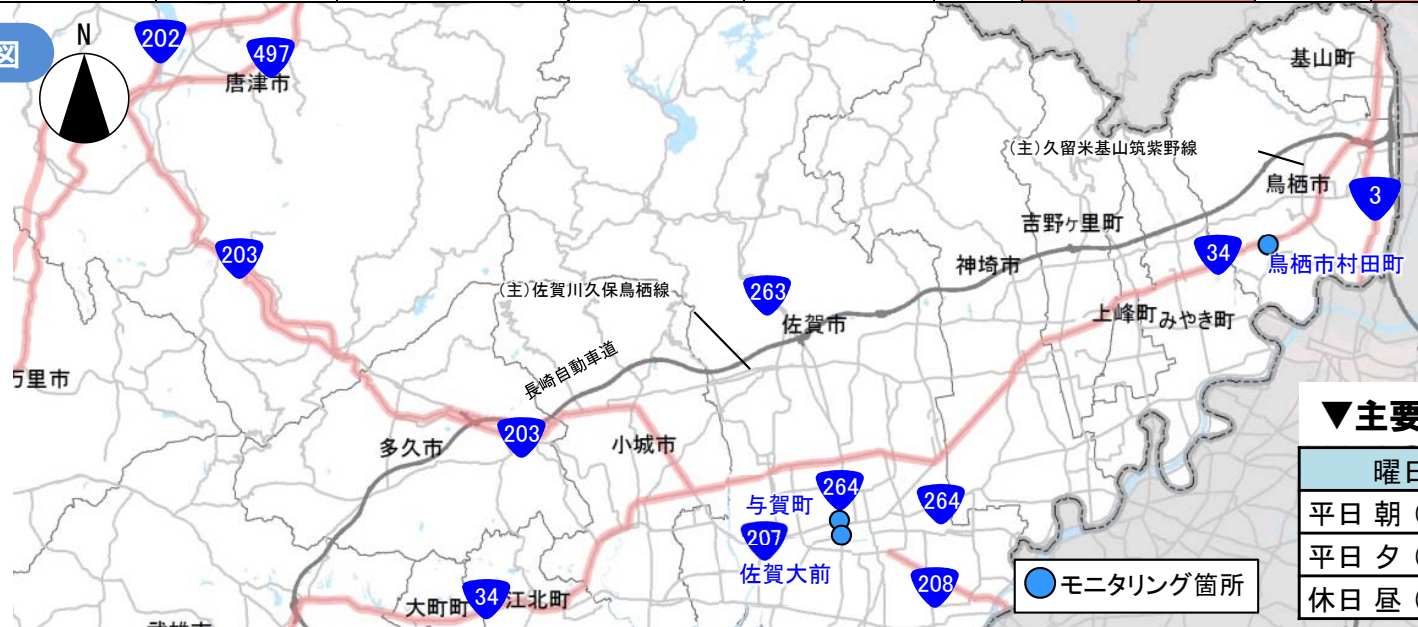 図
N
202
497
唐津市
基山町
(主)久留米基山筑紫野線
鳥栖市
3
吉野ヶ里町
203
神埼市
34
鳥栖市村田町
(主)佐賀川久保鳥栖線
263
佐賀市
上峰町
みやき町
長崎自動車道
万里市
▼主要
203
多久市
小城市
曜日
264
与賀町
264
平日 朝(
207
平日 夕(
佐賀大前
モニタリング箇所
208
休日 昼(
34
大町町
江北町